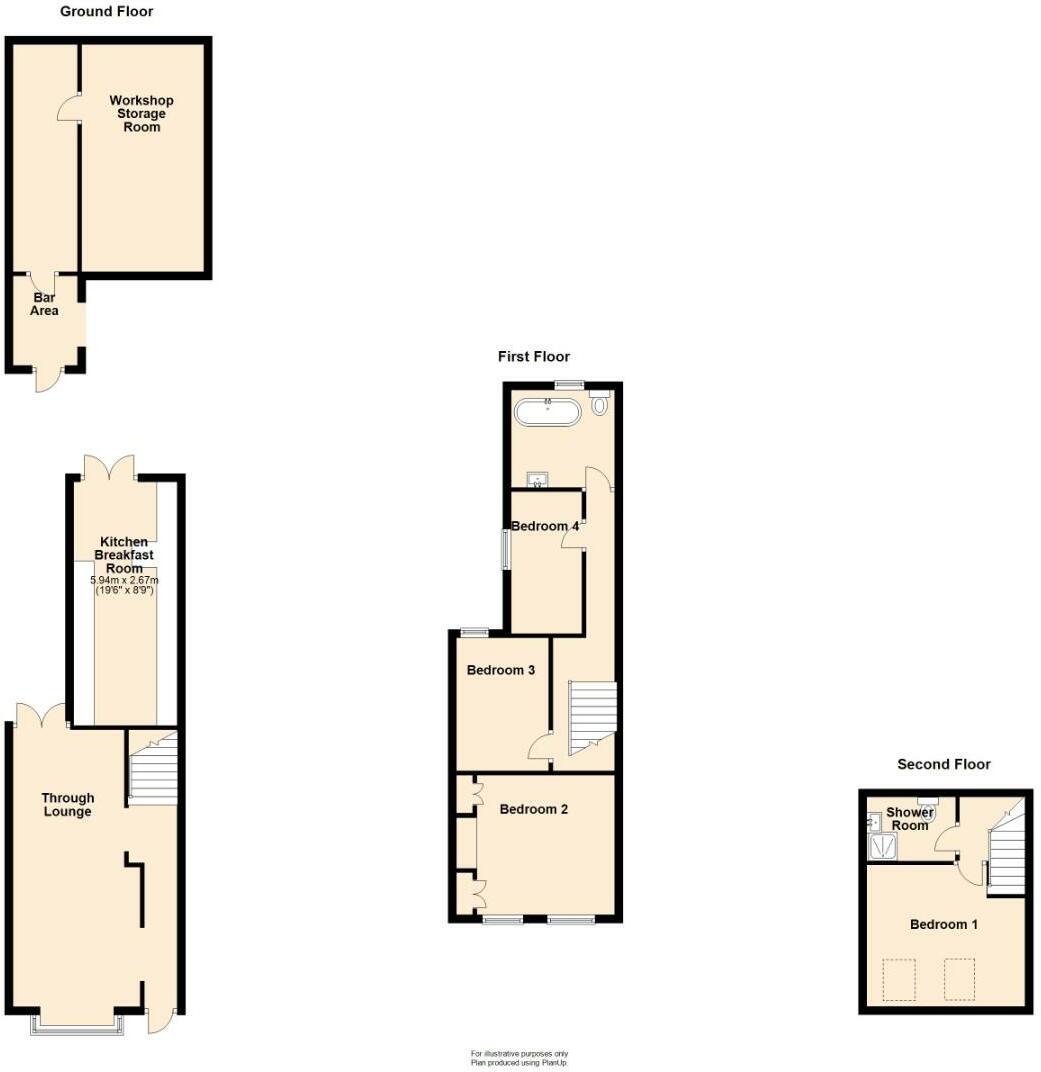 Ground Floor
Workshop
Storage
Room
Bar
Area
Kitchen
Breakfast
Room
5.94m x 2.67m
(19'6" x 8'9")
Through
Lounge
First Floor
Bedroom 4
Bedroom 3
Bedroom 2
Second Floor
Shower
Room
Bedroom 1
For illustrative purposes only
Plan produced using PlanUp.